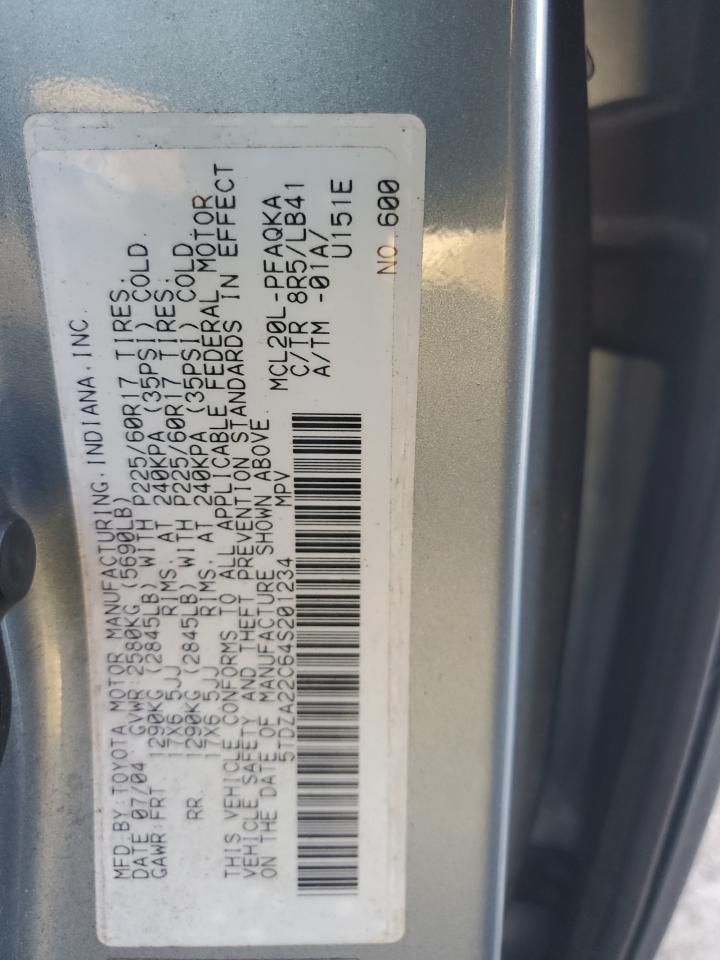 MFD.BY:TOYOTA MOTOR MANUFACTURING,INDIANA,INC.
DATE 07/04 GVWR:2580KG (5690LB)
GAWR:FRT 1290KG (2845LB) WITH P225/60R17 TIRES.
17X6.5JJ RIMS. AT 240KPA (35PSI) COLD.
RR 1290KG (2845LB) WITH P225/60R17 TIRES.
17X6.5JJ RIMS. AT 240KPA (35PSI) COLD.
THIS VEHICLE CONFORMS TO ALL APPLICABLE FEDERAL MOTOR
VEHICLE SAFETY AND THEFT PREVENTION STANDARDS IN EFFECT
ON THE DATE OF MANUFACTURE SHOWN ABOVE.
5TDZA22C64S201234 MPV
MCL20L-PFAQKA
C/TR 8R5/LB41
A/TM -01A/
U151E
NO. 600